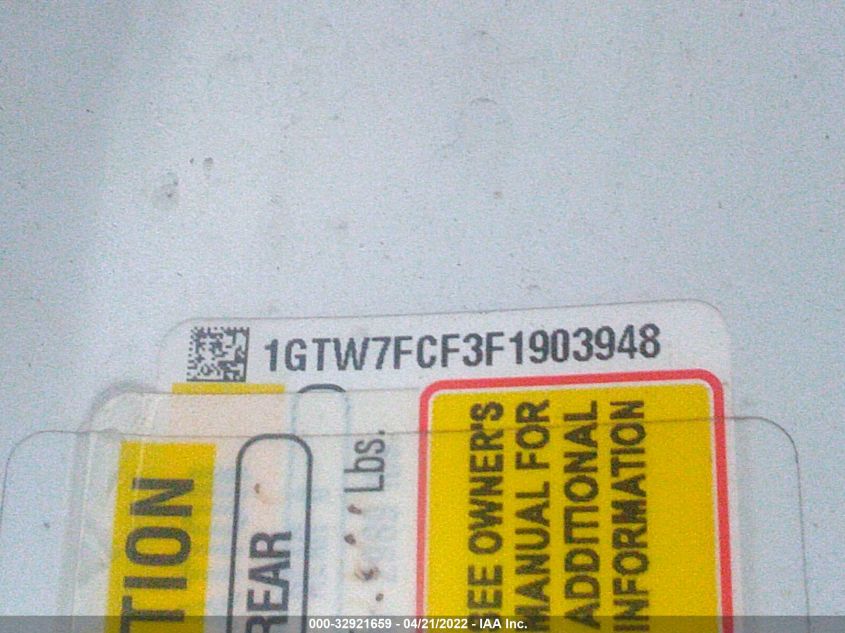 1GTW7FCF3F1903948
TION
REAR
Lbs.
SEE OWNER'S
MANUAL FOR
ADDITIONAL
INFORMATION
000-32921659 - 04/21/2022 - IAA Inc.